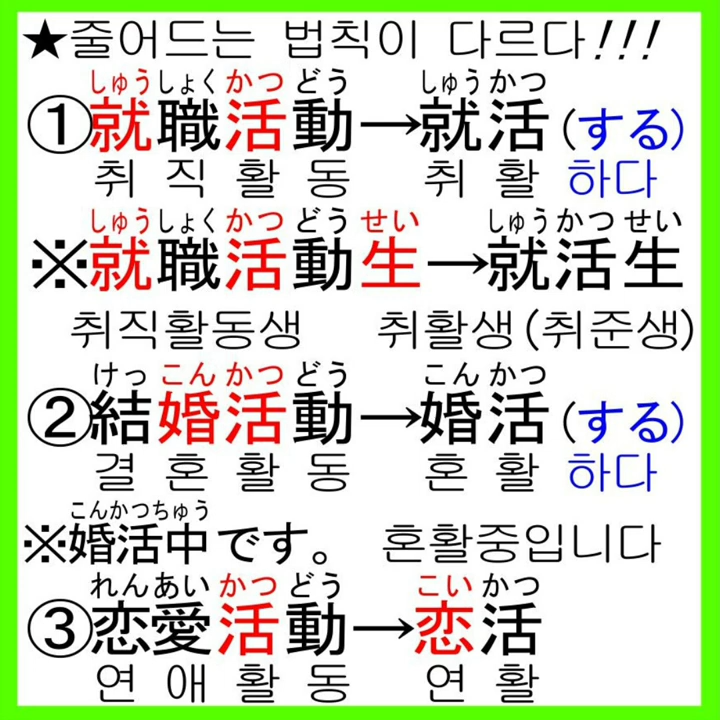 ★줄어드는 법칙이 다르다!!!
しゅうしょくかつどう しゅうかつ
①就職活動→就活(する)
취직활동 취활 하다
しゅうしょくかつどうせい しゅうかつせい
※就職活動生→就活生
취직활동생 취활생(취준생)
けっこんかつどう こんかつ
②結婚活動→婚活(する)
결혼활동 혼활 하다
こんかつちゅう
※婚活中です。 혼활중입니다
れんあいかつどう こいかつ
③恋愛活動→恋活
연애활동 연활